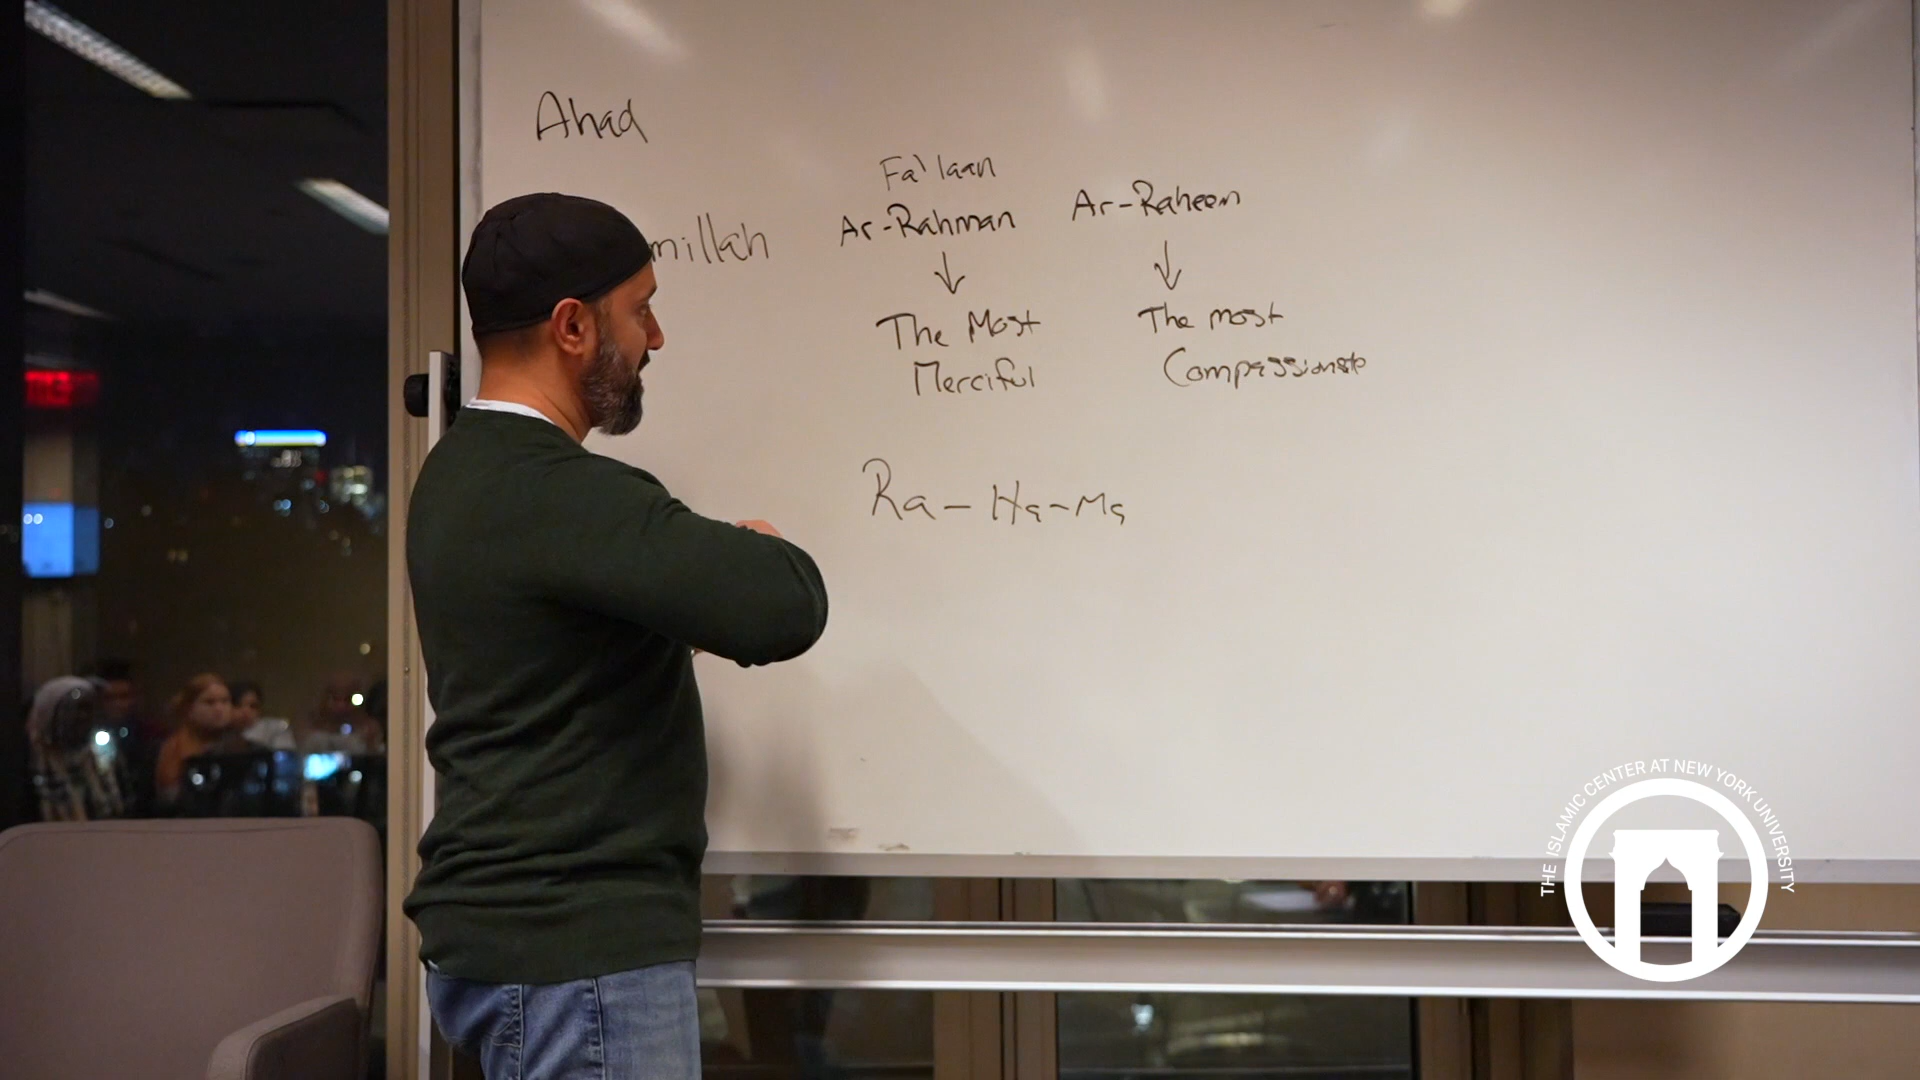 Ahad
Fa'laan
millah Ar-Rahman Ar-Raheem
The Most
Merciful
The most
Compassionate
Ra-Ha-Ma
THE ISLAMIC CENTER AT NEW YORK UNIVERSITY